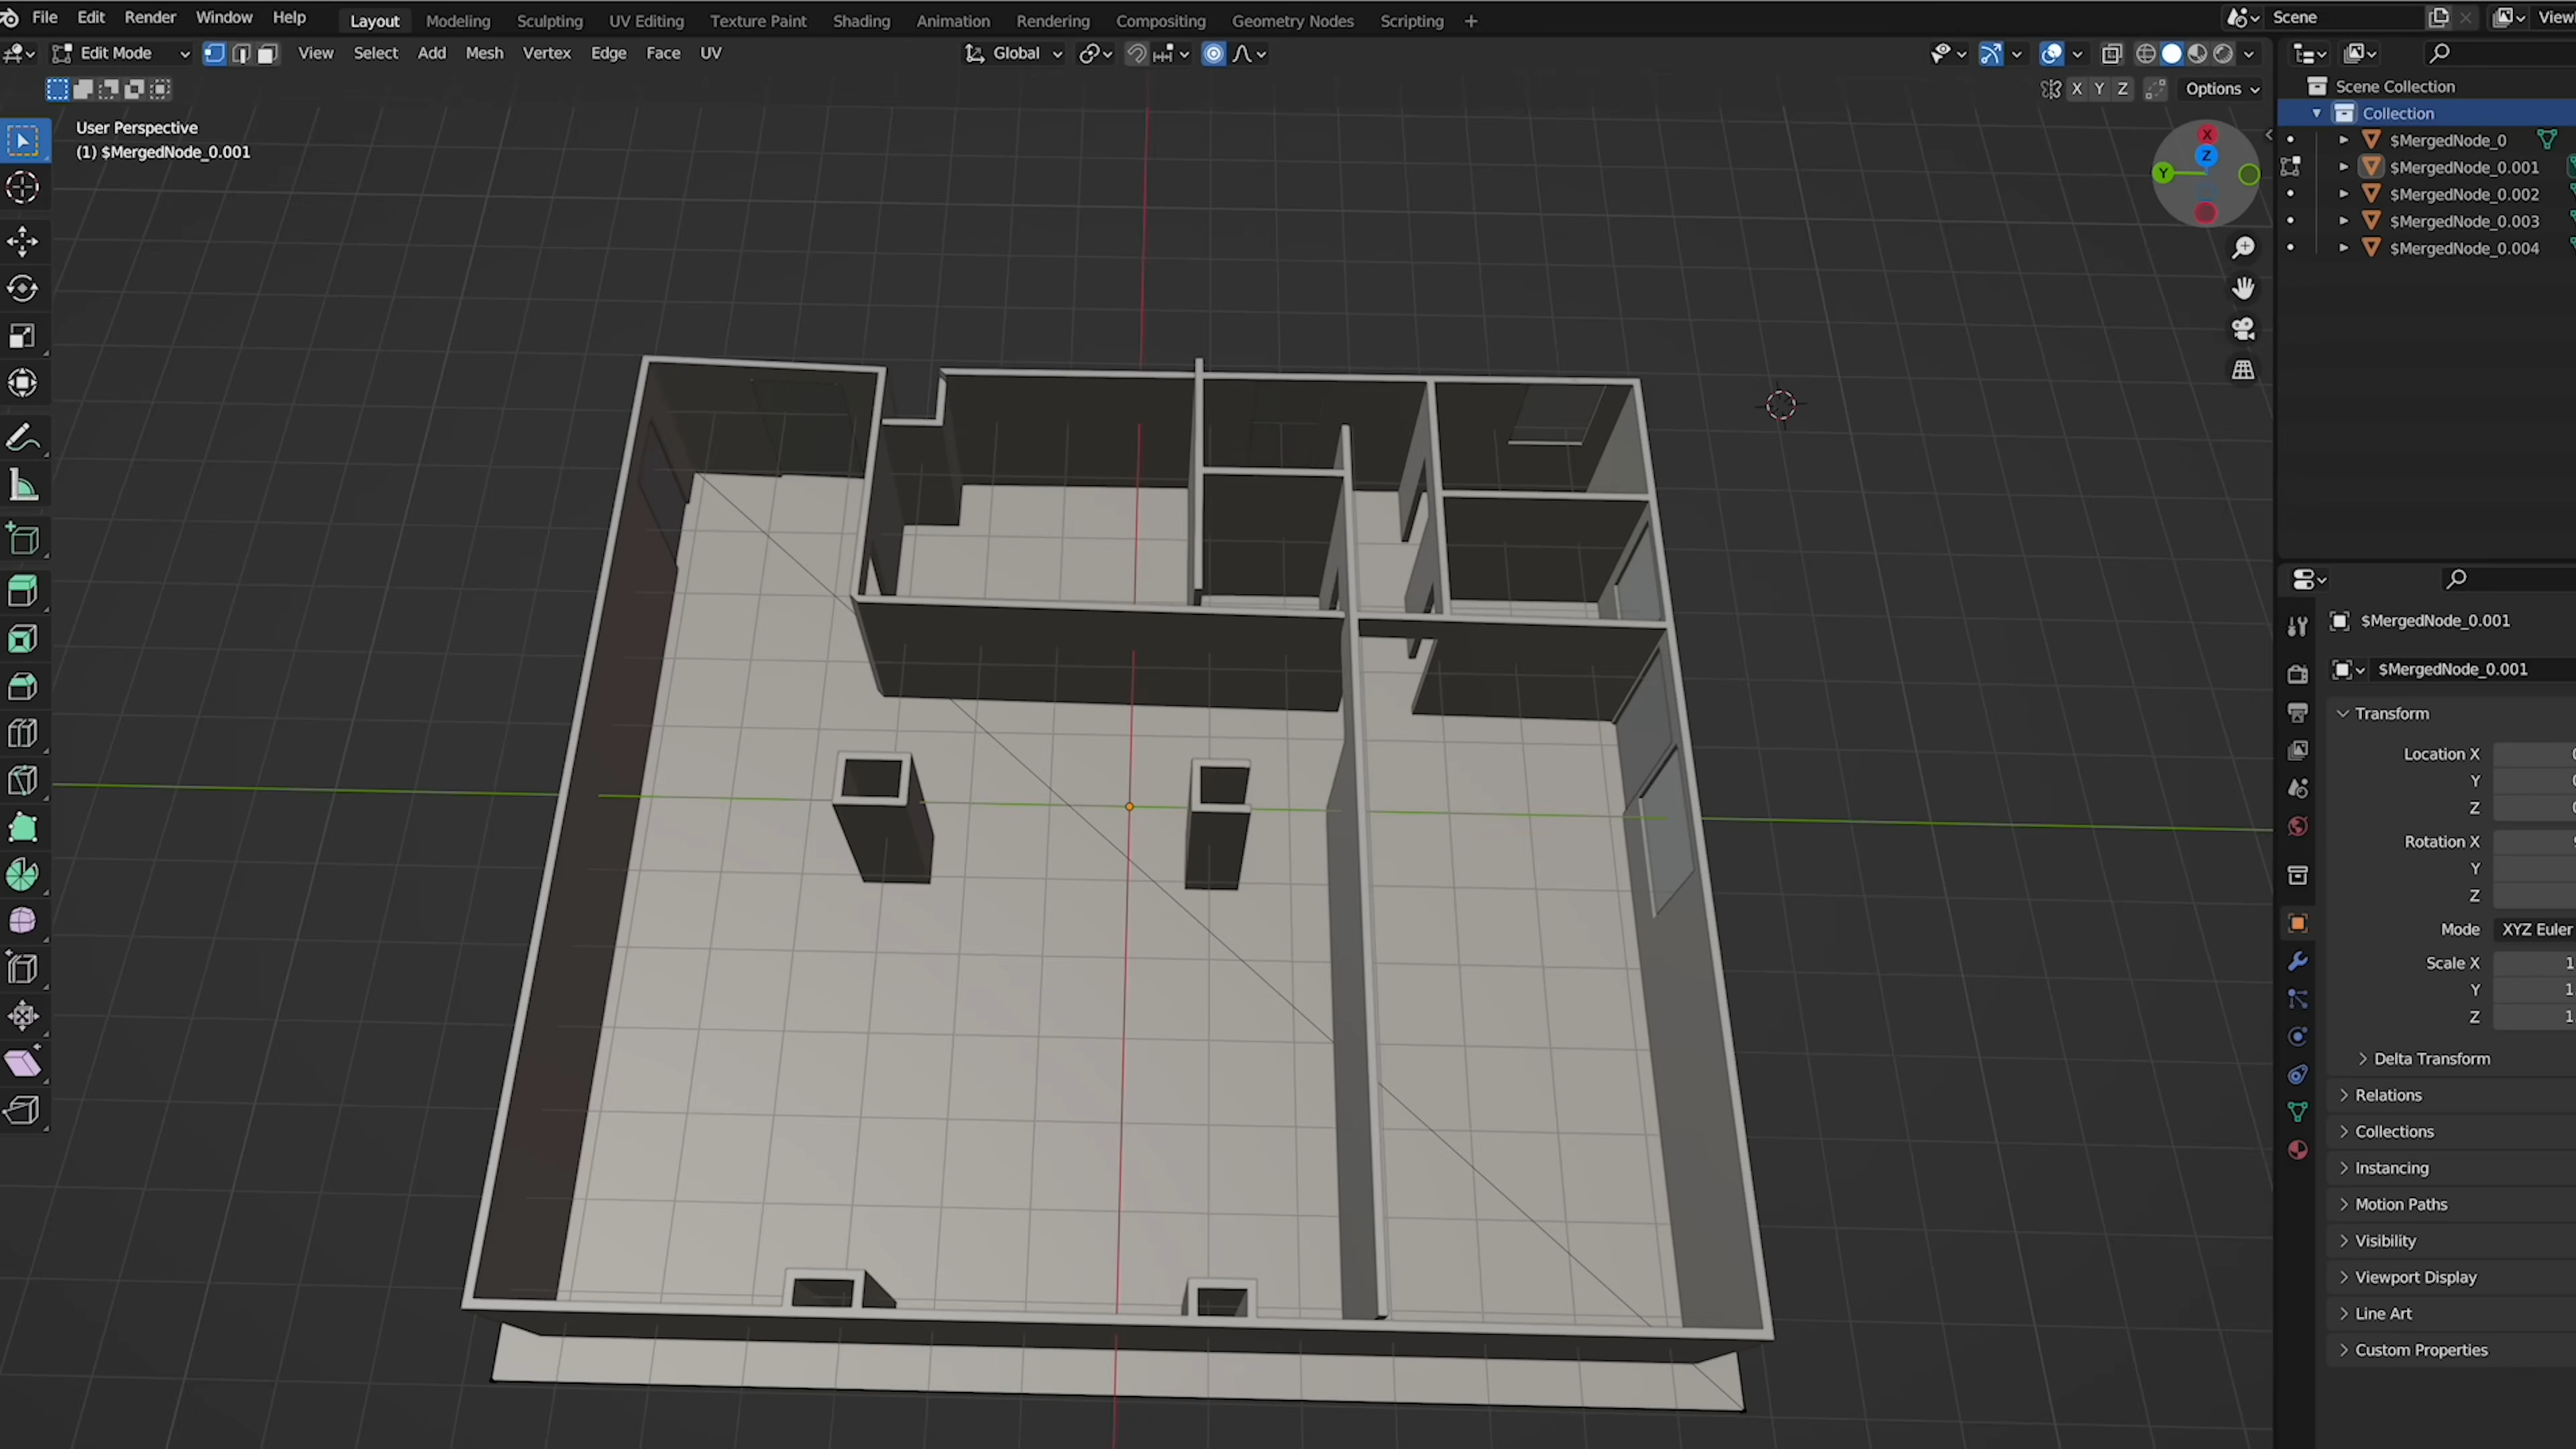 File Edit Render Window Help Layout Modeling Sculpting UV Editing Texture Paint Shading Animation Rendering Compositing Geometry Nodes Scripting + Scene
Edit Mode View Select Add Mesh Vertex Edge Face UV Global
X Y Z Options
User Perspective
(1) $MergedNode_0.001
X
Z
Y
Scene Collection
Collection
$MergedNode_0
$MergedNode_0.001
$MergedNode_0.002
$MergedNode_0.003
$MergedNode_0.004
$MergedNode_0.001
$MergedNode_0.001
Transform
Location X
Y
Z
Rotation X
Y
Z
Mode XYZ Euler
Scale X 1
Y 1
Z 1
Delta Transform
Relations
Collections
Instancing
Motion Paths
Visibility
Viewport Display
Line Art
Custom Properties